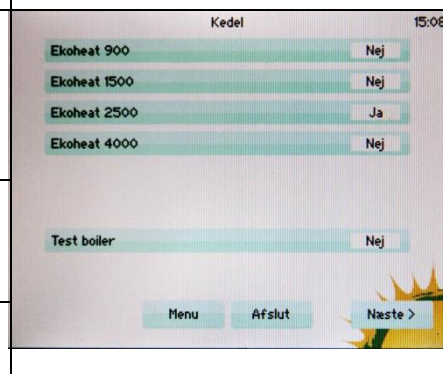 Kedel 15:08
Ekoheat 900 Nej
Ekoheat 1500 Nej
Ekoheat 2500 Ja
Ekoheat 4000 Nej
Test boiler Nej
Menu Afslut Næste >